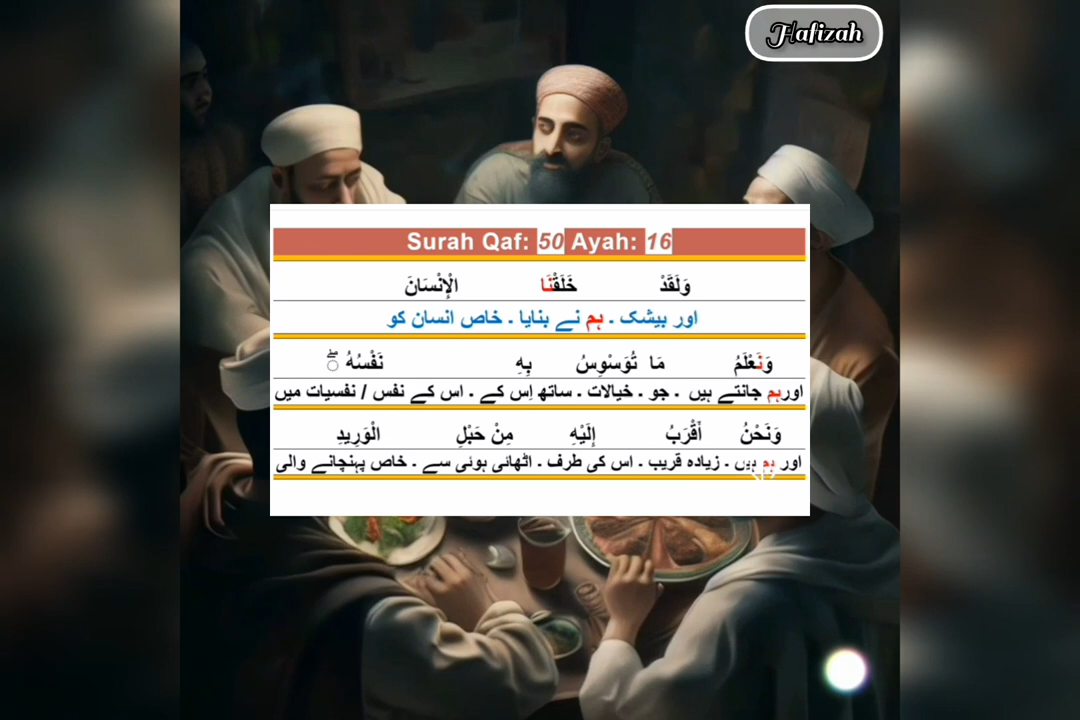 Hafizah
Surah Qaf: 50 Ayah: 16
وَلَقَدْ خَلَقْنَا الْإِنْسَانَ
اور بیشک ۔ ہم نے بنایا ۔ خاص انسان کو
وَنَعْلَمُ مَا تُوَسْوِسُ بِهِ نَفْسُهُ ۖ
اورہم جانتے ہیں ۔ جو ۔ خیالات ۔ ساتھ اِس کے ۔ اس کے نفس / نفسیات میں
وَنَحْنُ أَقْرَبُ إِلَيْهِ مِنْ حَبْلِ الْوَرِيدِ
اور ہم ہیں ۔ زیادہ قریب ۔ اس کی طرف ۔ اٹھائی ہوئی سے ۔ خاص پہنچانے والی